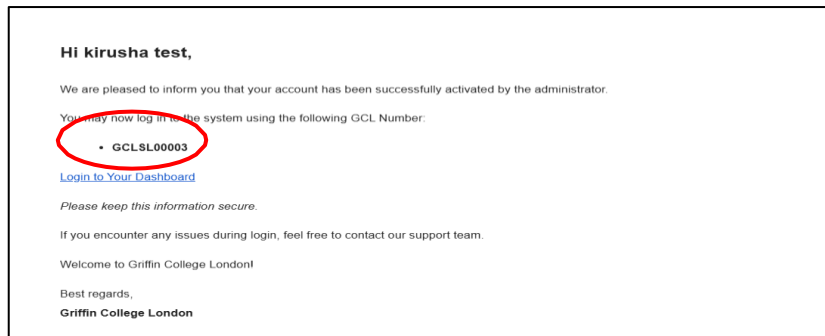 Hi kirusha test,
We are pleased to inform you that your account has been successfully activated by the administrator.
You may now log in to the system using the following GCL Number:
• GCLSL00003
Login to Your Dashboard
Please keep this information secure.
If you encounter any issues during login, feel free to contact our support team.
Welcome to Griffin College London!
Best regards,
Griffin College London